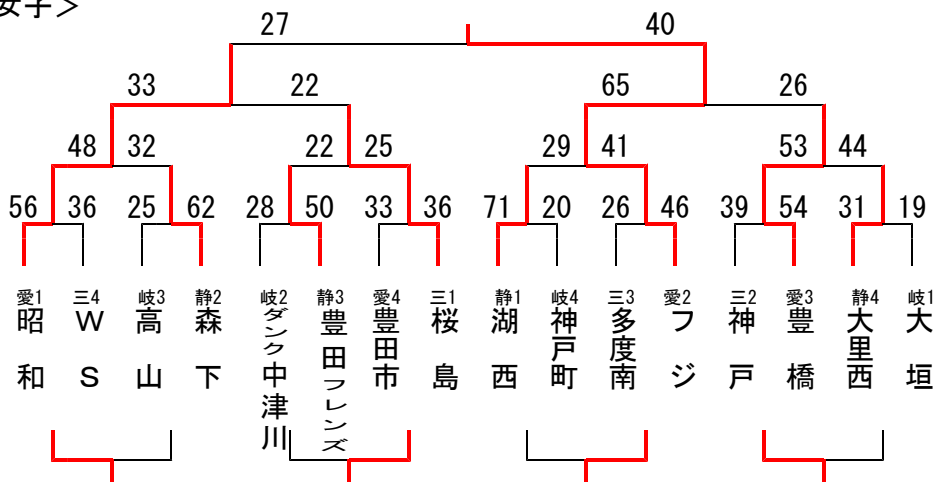 女子＞
27 40
33 22 65 26
48 32 22 25 29 41 53 44
56 36 25 62 28 50 33 36 71 20 26 46 39 54 31 19
愛1 三4 岐3 静2 岐2 静3 愛4 三1 静1 岐4 三3 愛2 三2 愛3 静4 岐1
昭和
WS
高山
森下
ダンク中津川
豊田フレンズ
豊田市
桜島
湖西
神戸町
多度南
フジ
神戸
豊橋
大里西
大垣